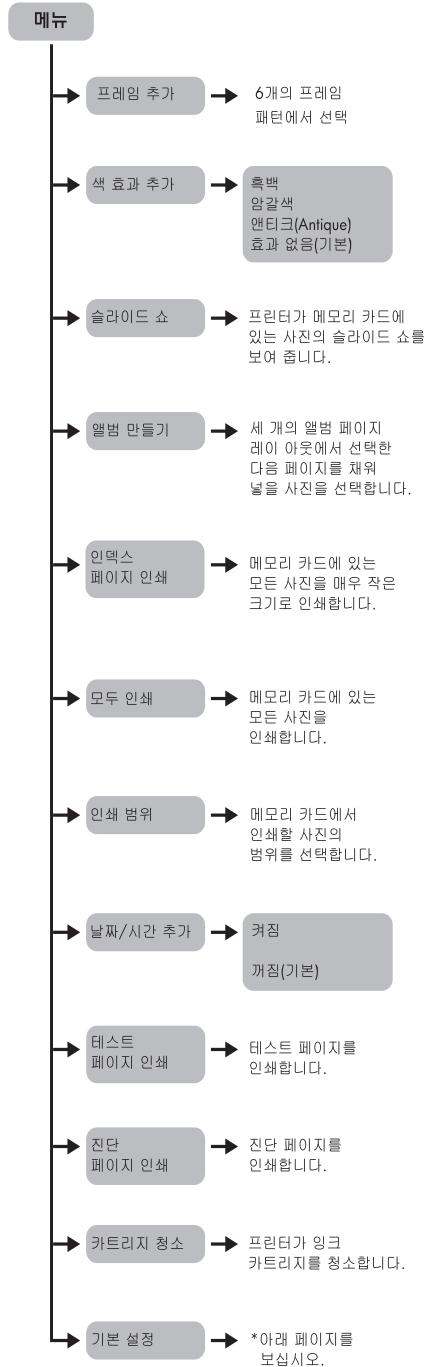 메뉴
프레임 추가
6개의 프레임
패턴에서 선택
색 효과 추가
흑백
암갈색
앤티크(Antique)
효과 없음(기본)
슬라이드 쇼
프린터가 메모리 카드에
있는 사진의 슬라이드 쇼를
보여 줍니다.
앨범 만들기
세 개의 앨범 페이지
레이 아웃에서 선택한
다음 페이지를 채워
넣을 사진을 선택합니다.
인덱스
페이지 인쇄
메모리 카드에 있는
모든 사진을 매우 작은
크기로 인쇄합니다.
모두 인쇄
메모리 카드에 있는
모든 사진을
인쇄합니다.
인쇄 범위
메모리 카드에서
인쇄할 사진의
범위를 선택합니다.
날짜/시간 추가
켜짐
꺼짐(기본)
테스트
페이지 인쇄
테스트 페이지를
인쇄합니다.
진단
페이지 인쇄
진단 페이지를
인쇄합니다.
카트리지 청소
프린터가 잉크
카트리지를 청소합니다.
기본 설정
*아래 페이지를
보십시오.